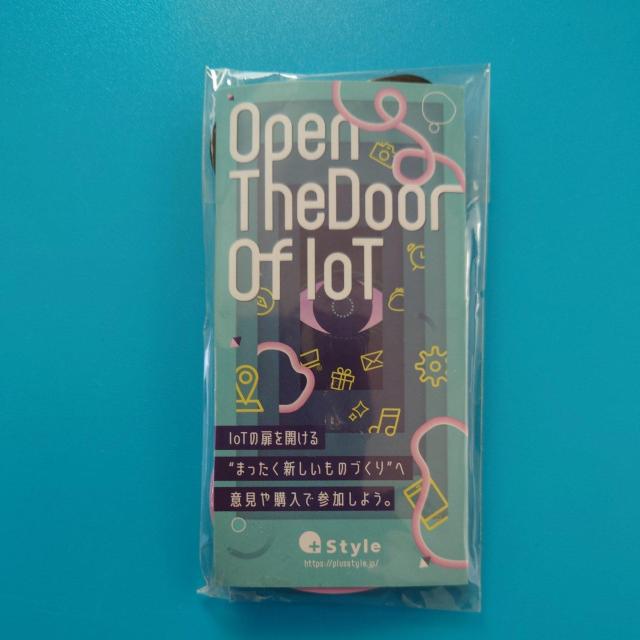 Open
TheDoor
Of IoT
IoTの扉を開ける
“まったく新しいものづくり”へ
意見や購入で参加しよう。
+Style
https://plusstyle.jp/